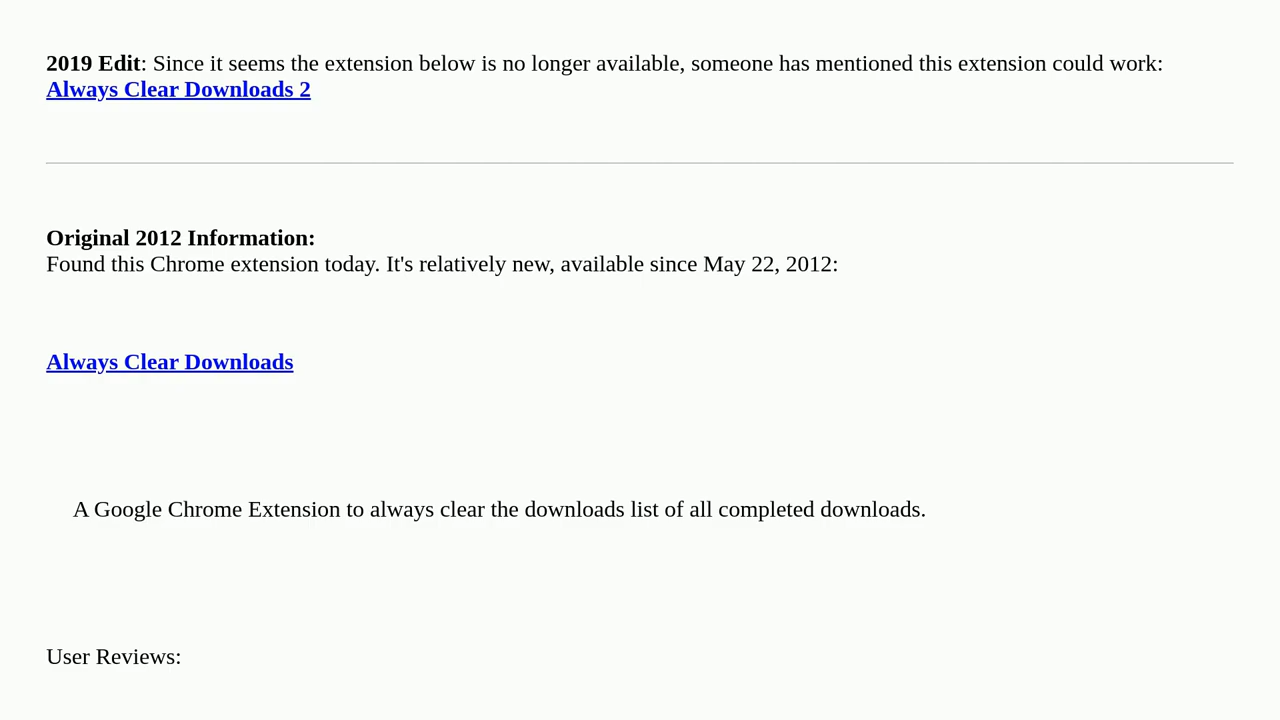 2019 Edit: Since it seems the extension below is no longer available, someone has mentioned this extension could work:
Always Clear Downloads 2
Original 2012 Information:
Found this Chrome extension today. It's relatively new, available since May 22, 2012:
Always Clear Downloads
A Google Chrome Extension to always clear the downloads list of all completed downloads.
User Reviews: